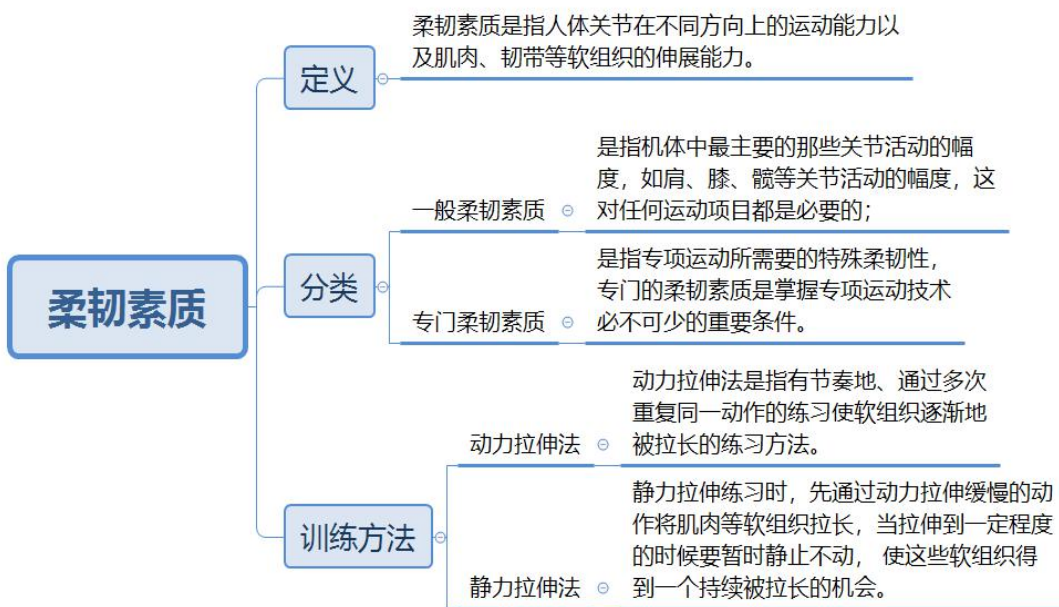 柔韧素质
定义
柔韧素质是指人体关节在不同方向上的运动能力以
及肌肉、韧带等软组织的伸展能力。
分类
一般柔韧素质
是指机体中最主要的那些关节活动的幅
度，如肩、膝、髋等关节活动的幅度，这
对任何运动项目都是必要的；
专门柔韧素质
是指专项运动所需要的特殊柔韧性，
专门的柔韧素质是掌握专项运动技术
必不可少的重要条件。
训练方法
动力拉伸法
动力拉伸法是指有节奏地、通过多次
重复同一动作的练习使软组织逐渐地
被拉长的练习方法。
静力拉伸法
静力拉伸练习时，先通过动力拉伸缓慢的动
作将肌肉等软组织拉长，当拉伸到一定程度
的时候要暂时静止不动， 使这些软组织得
到一个持续被拉长的机会。